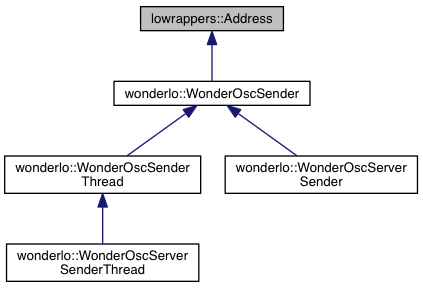 lowrappers::Address
wonderlo::WonderOscSender
wonderlo::WonderOscSender
Thread
wonderlo::WonderOscServer
Sender
wonderlo::WonderOscServer
SenderThread